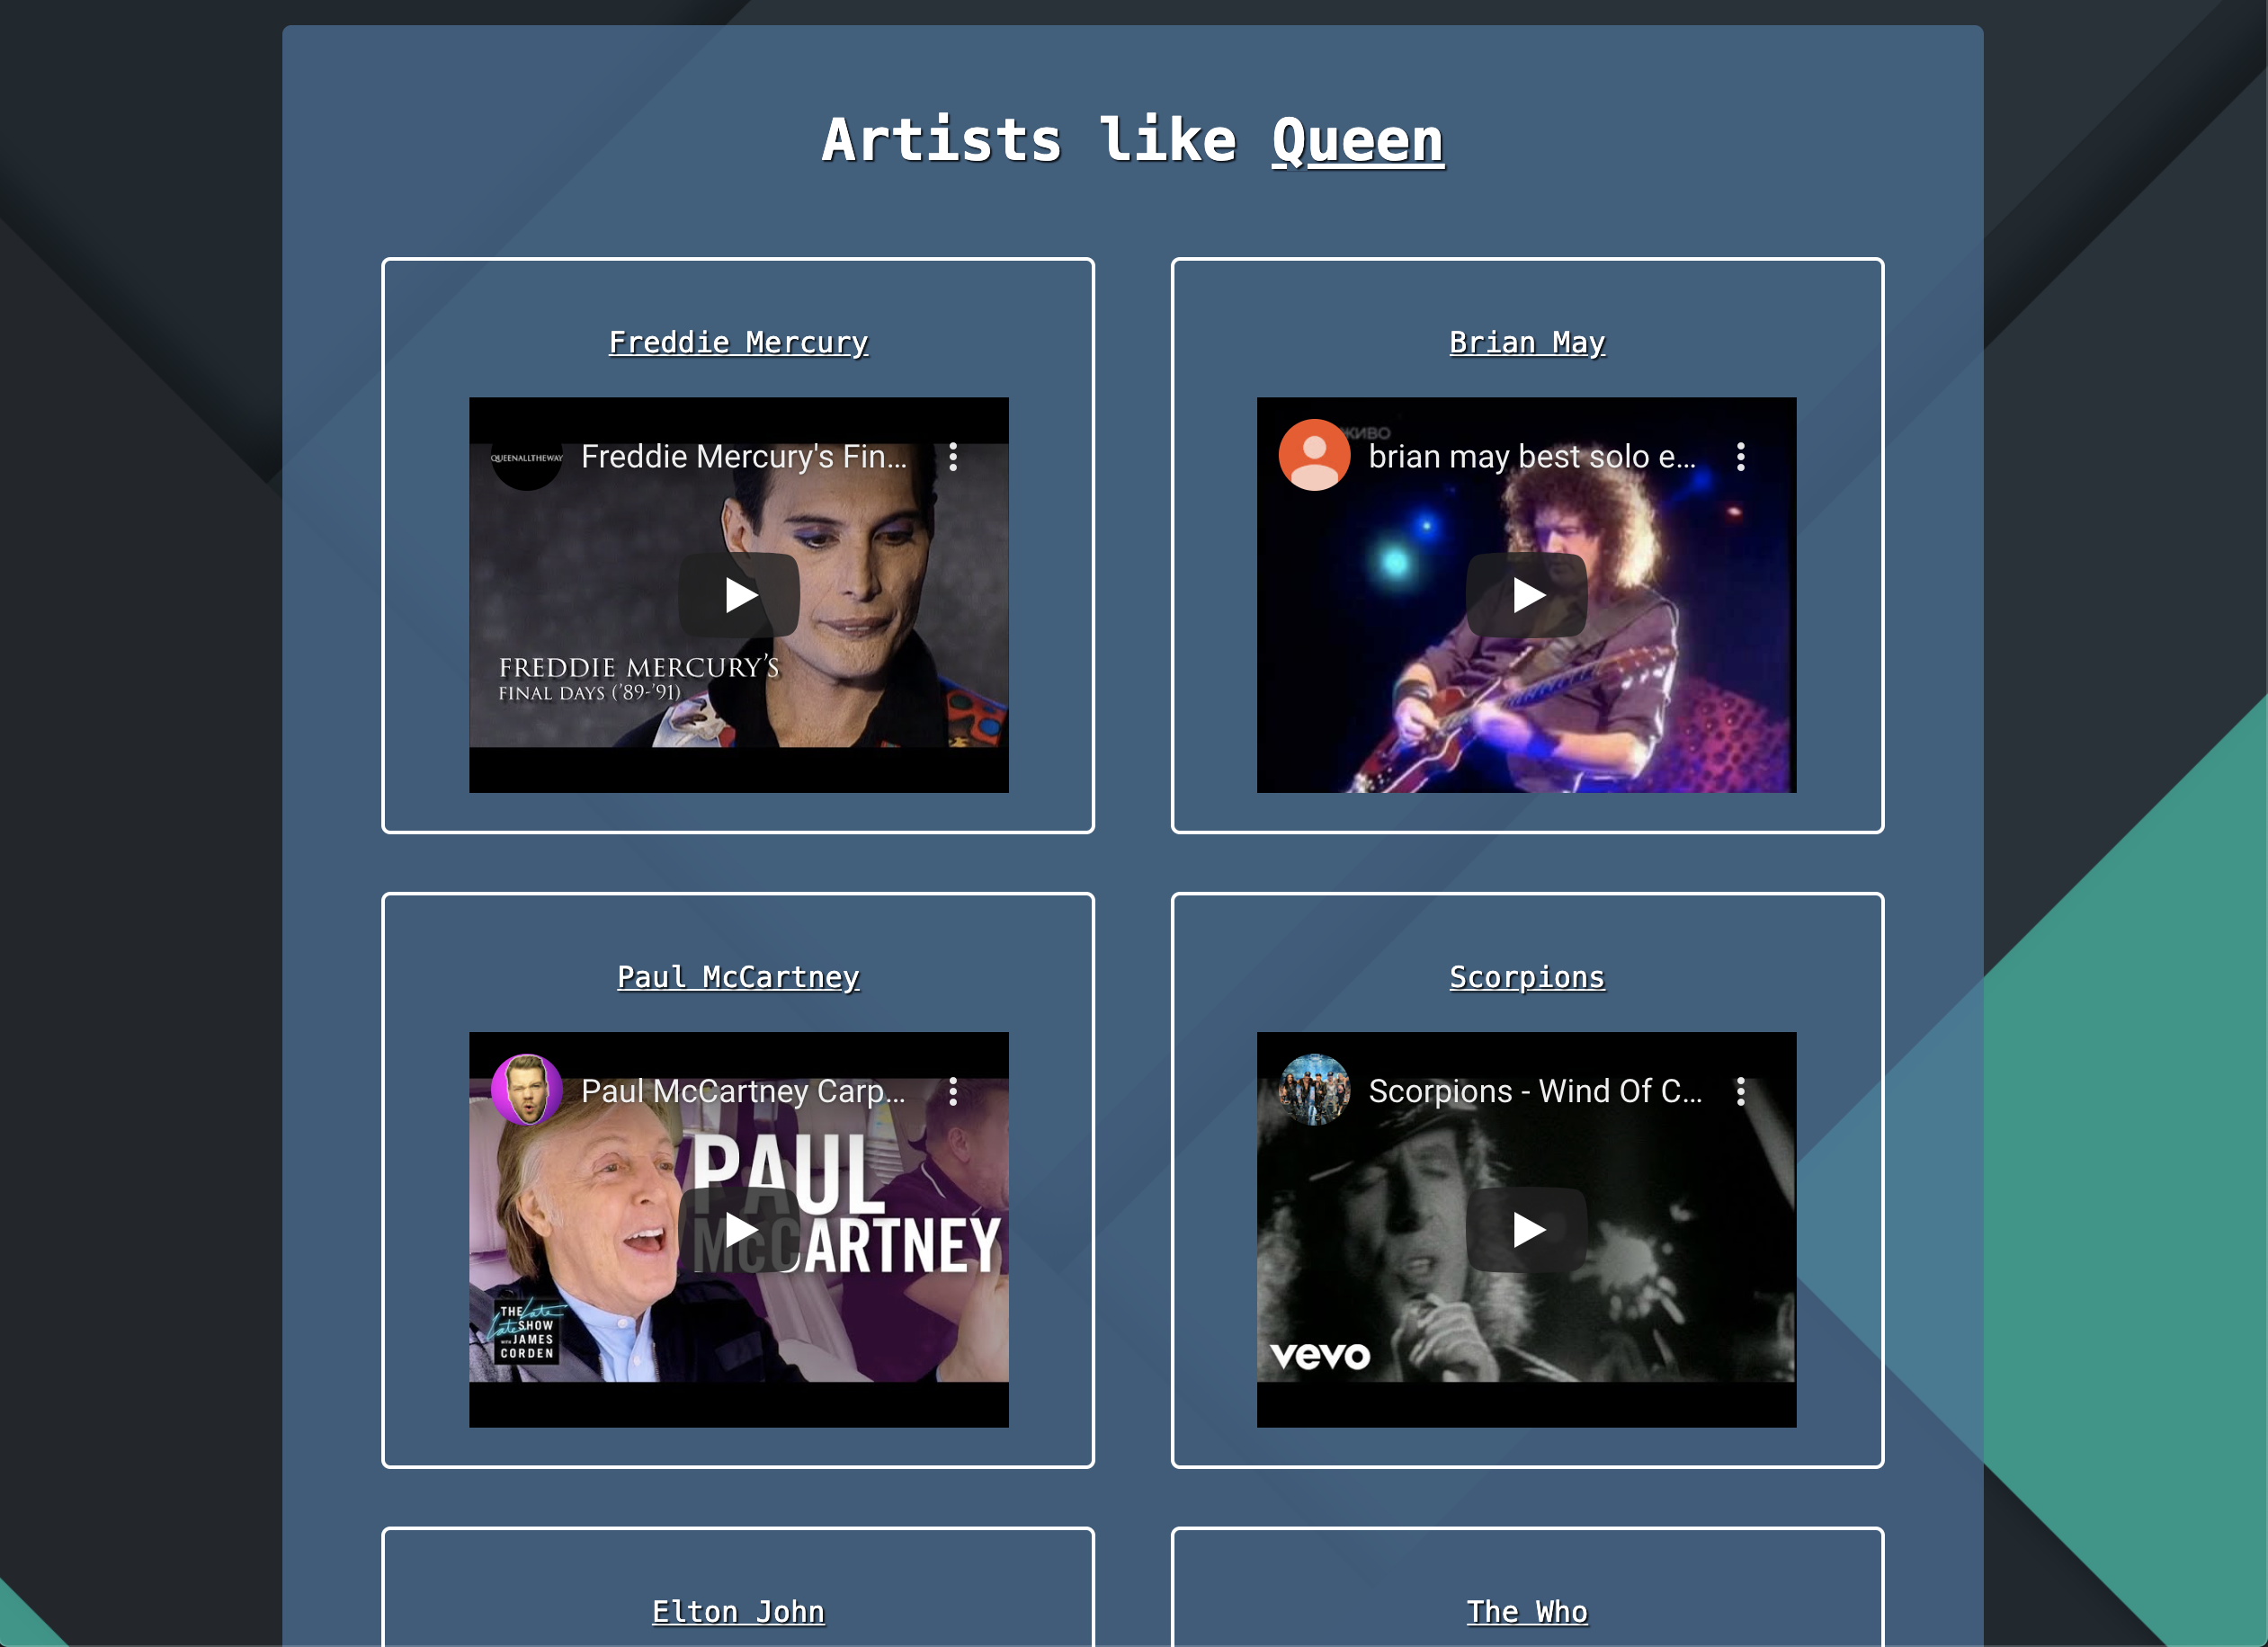 Artists like Queen
Freddie Mercury
QUEENALLTHEWAY
Freddie Mercury's Fin...
FREDDIE MERCURY'S
FINAL DAYS ('89-'91)
Brian May
ЖИВО
brian may best solo e...
Paul McCartney
Paul McCartney Carp...
PAUL
McCARTNEY
THE Late
Late SHOW
WITH JAMES
CORDEN
Scorpions
Scorpions - Wind Of C...
vevo
Elton John
The Who